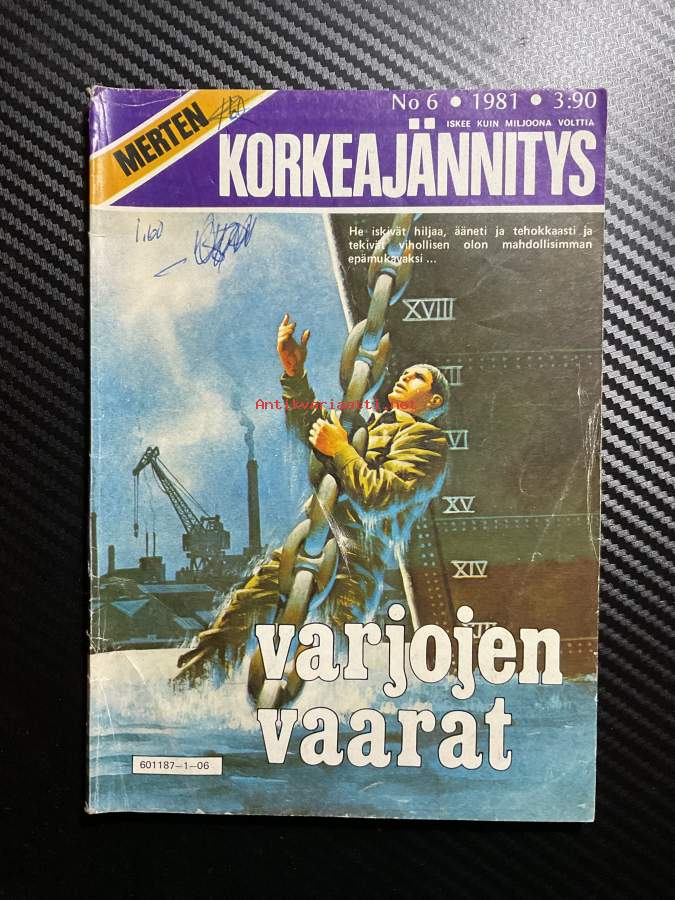 No 6 • 1981 • 3:90
ISKEE KUIN MILJOONA VOLTTIA
MERTEN
KORKEAJÄNNITYS
1,60
He iskivät hiljaa, ääneti ja tehokkaasti ja
tekivät vihollisen olon mahdollisimman
epämukavaksi ...
XVIII
VI
XV
XIV
Antikvariaatti.net
varjojen
vaarat
601187-1-06